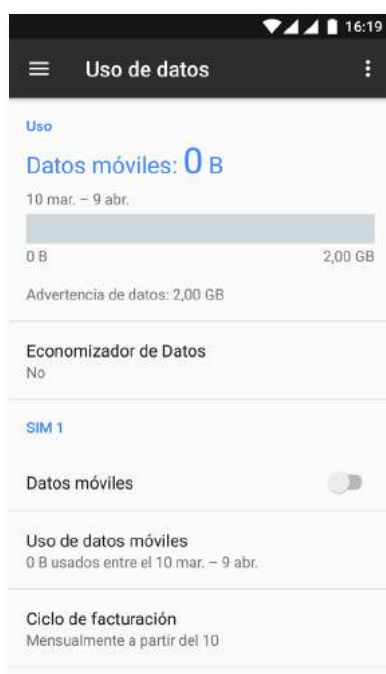 16:19
Uso de datos
Uso
Datos móviles: 0 B
10 mar. – 9 abr.
0 B 2,00 GB
Advertencia de datos: 2,00 GB
Economizador de Datos
No
SIM 1
Datos móviles
Uso de datos móviles
0 B usados entre el 10 mar. – 9 abr.
Ciclo de facturación
Mensualmente a partir del 10